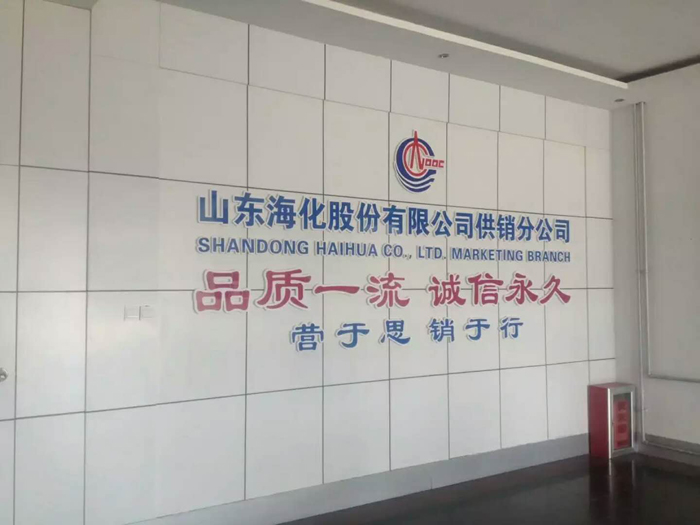 CNOOC
山东海化股份有限公司供销分公司
SHANDONG HAIHUA CO., LTD. MARKETING BRANCH
品质一流 诚信永久
营于思 销于行